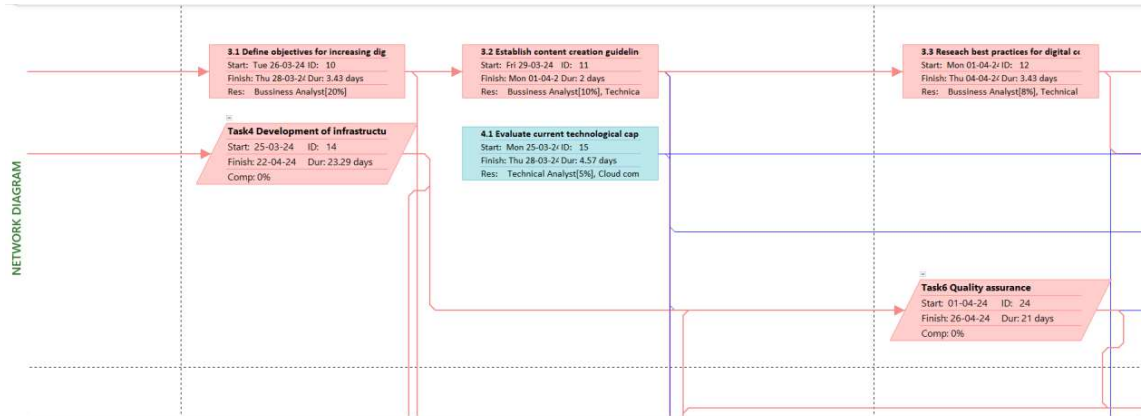 NETWORK DIAGRAM
3.1 Define objectives for increasing dig
Start: Tue 26-03-24 ID: 10
Finish: Thu 28-03-24 Dur: 3.43 days
Res: Bussiness Analyst[20%]
3.2 Establish content creation guidelin
Start: Fri 29-03-24 ID: 11
Finish: Mon 01-04-2 Dur: 2 days
Res: Bussiness Analyst[10%], Technica
3.3 Reseach best practices for digital cc
Start: Mon 01-04-24 ID: 12
Finish: Thu 04-04-24 Dur: 3.43 days
Res: Bussiness Analyst[8%], Technical
Task4 Development of infrastructu
Start: 25-03-24 ID: 14
Finish: 22-04-24 Dur: 23.29 days
Comp: 0%
4.1 Evaluate current technological cap
Start: Mon 25-03-24 ID: 15
Finish: Thu 28-03-24 Dur: 4.57 days
Res: Technical Analyst[5%], Cloud com
Task6 Quality assurance
Start: 01-04-24 ID: 24
Finish: 26-04-24 Dur: 21 days
Comp: 0%